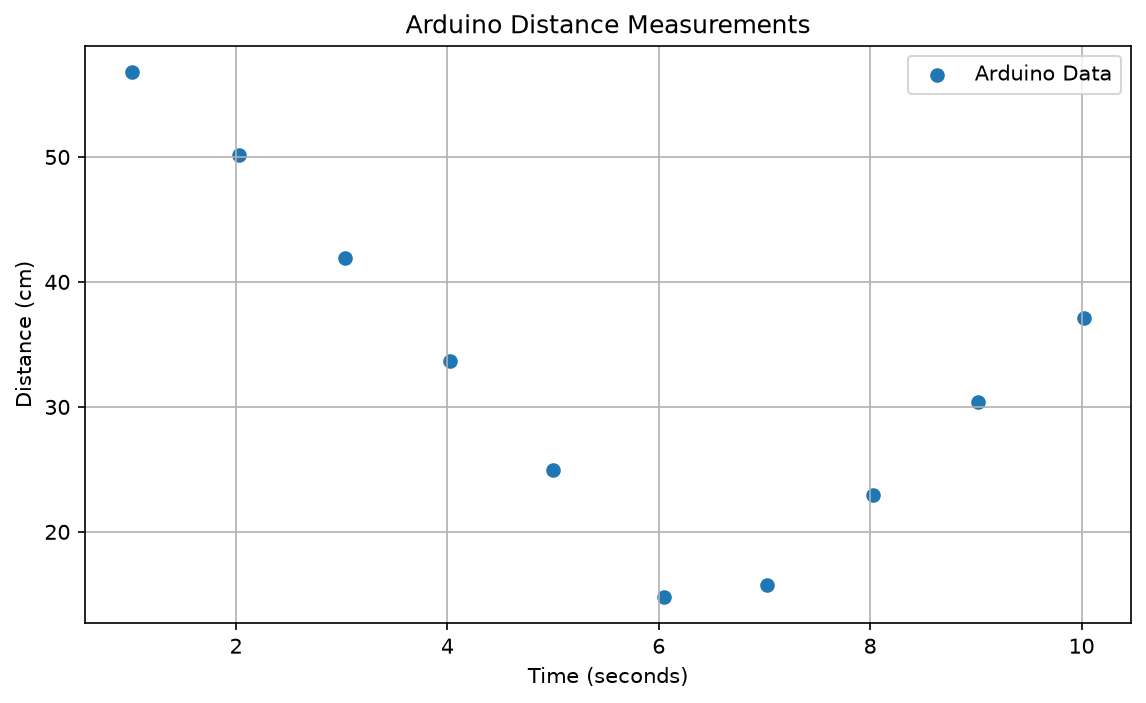 Arduino Distance Measurements
Arduino Data
50
40
30
20
Distance (cm)
2 4 6 8 10
Time (seconds)